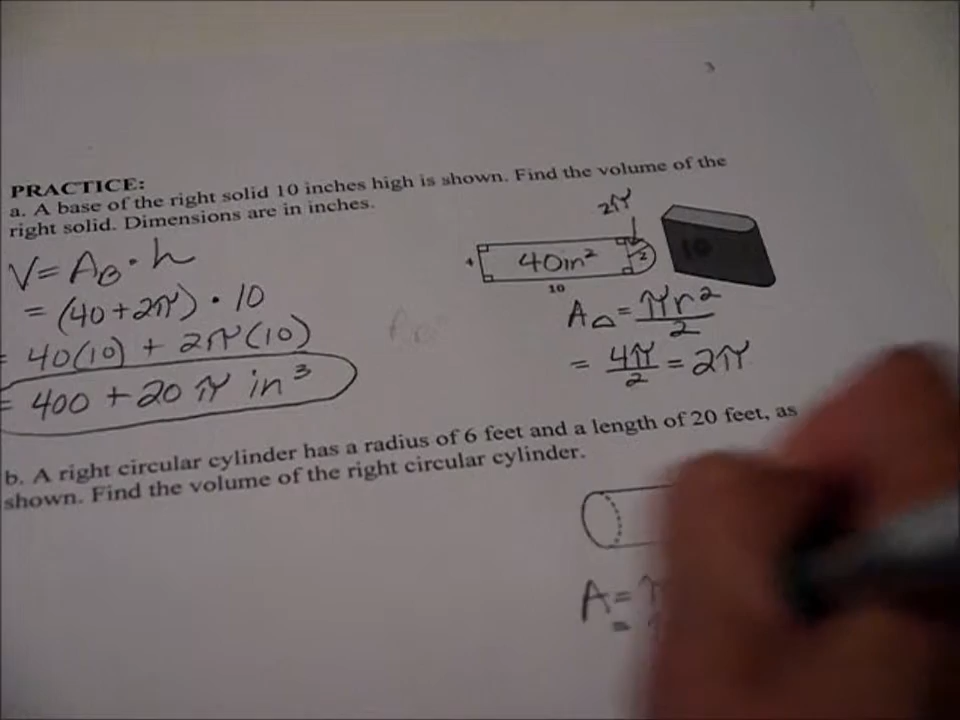 PRACTICE:
a. A base of the right solid 10 inches high is shown. Find the volume of the
right solid. Dimensions are in inches.
V = A_B · h
= (40 + 2π) · 10
= 40(10) + 2π(10)
= 400 + 20π in³
2π
4
40in²
2
10
10
A = πr²/2
= 4π/2 = 2π
b. A right circular cylinder has a radius of 6 feet and a length of 20 feet, as
shown. Find the volume of the right circular cylinder.
A =
=